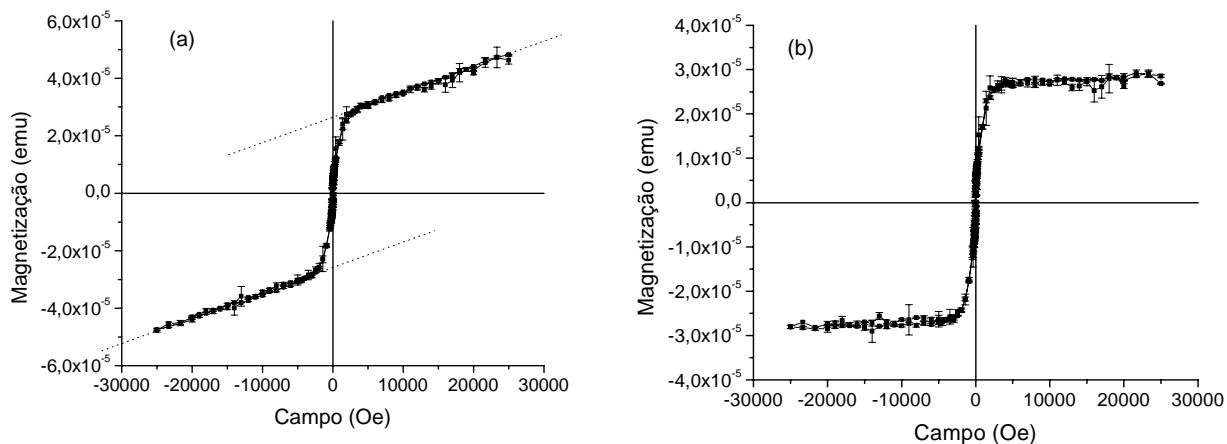 (a)
Magnetização (emu)
6,0x10⁻⁵
4,0x10⁻⁵
2,0x10⁻⁵
0,0
-2,0x10⁻⁵
-4,0x10⁻⁵
-6,0x10⁻⁵
-30000 -20000 -10000 0 10000 20000 30000
Campo (Oe)
(b)
Magnetização (emu)
4,0x10⁻⁵
3,0x10⁻⁵
2,0x10⁻⁵
1,0x10⁻⁵
0,0
-1,0x10⁻⁵
-2,0x10⁻⁵
-3,0x10⁻⁵
-4,0x10⁻⁵
-30000 -20000 -10000 0 10000 20000 30000
Campo (Oe)